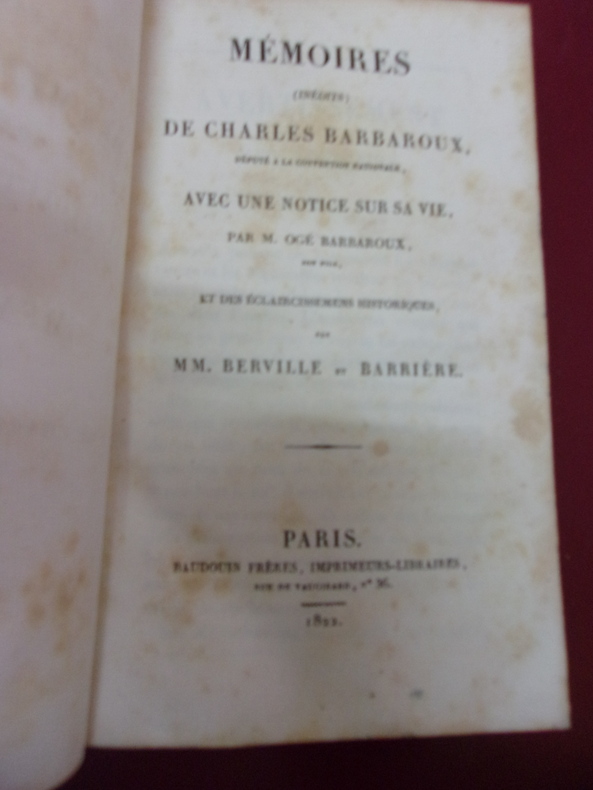 MÉMOIRES
(INÉDITS)
DE CHARLES BARBAROUX,
DÉPUTÉ A LA CONVENTION NATIONALE,
AVEC UNE NOTICE SUR SA VIE,
PAR M. OGÉ BARBAROUX,
SON FILS,
ET DES ÉCLAIRCISSEMENS HISTORIQUES,
PAR
MM. BERVILLE ET BARRIÈRE.
PARIS.
BAUDOUIN FRÈRES, IMPRIMEURS-LIBRAIRES,
RUE DE VAUGIRARD, N° 36.
1822.